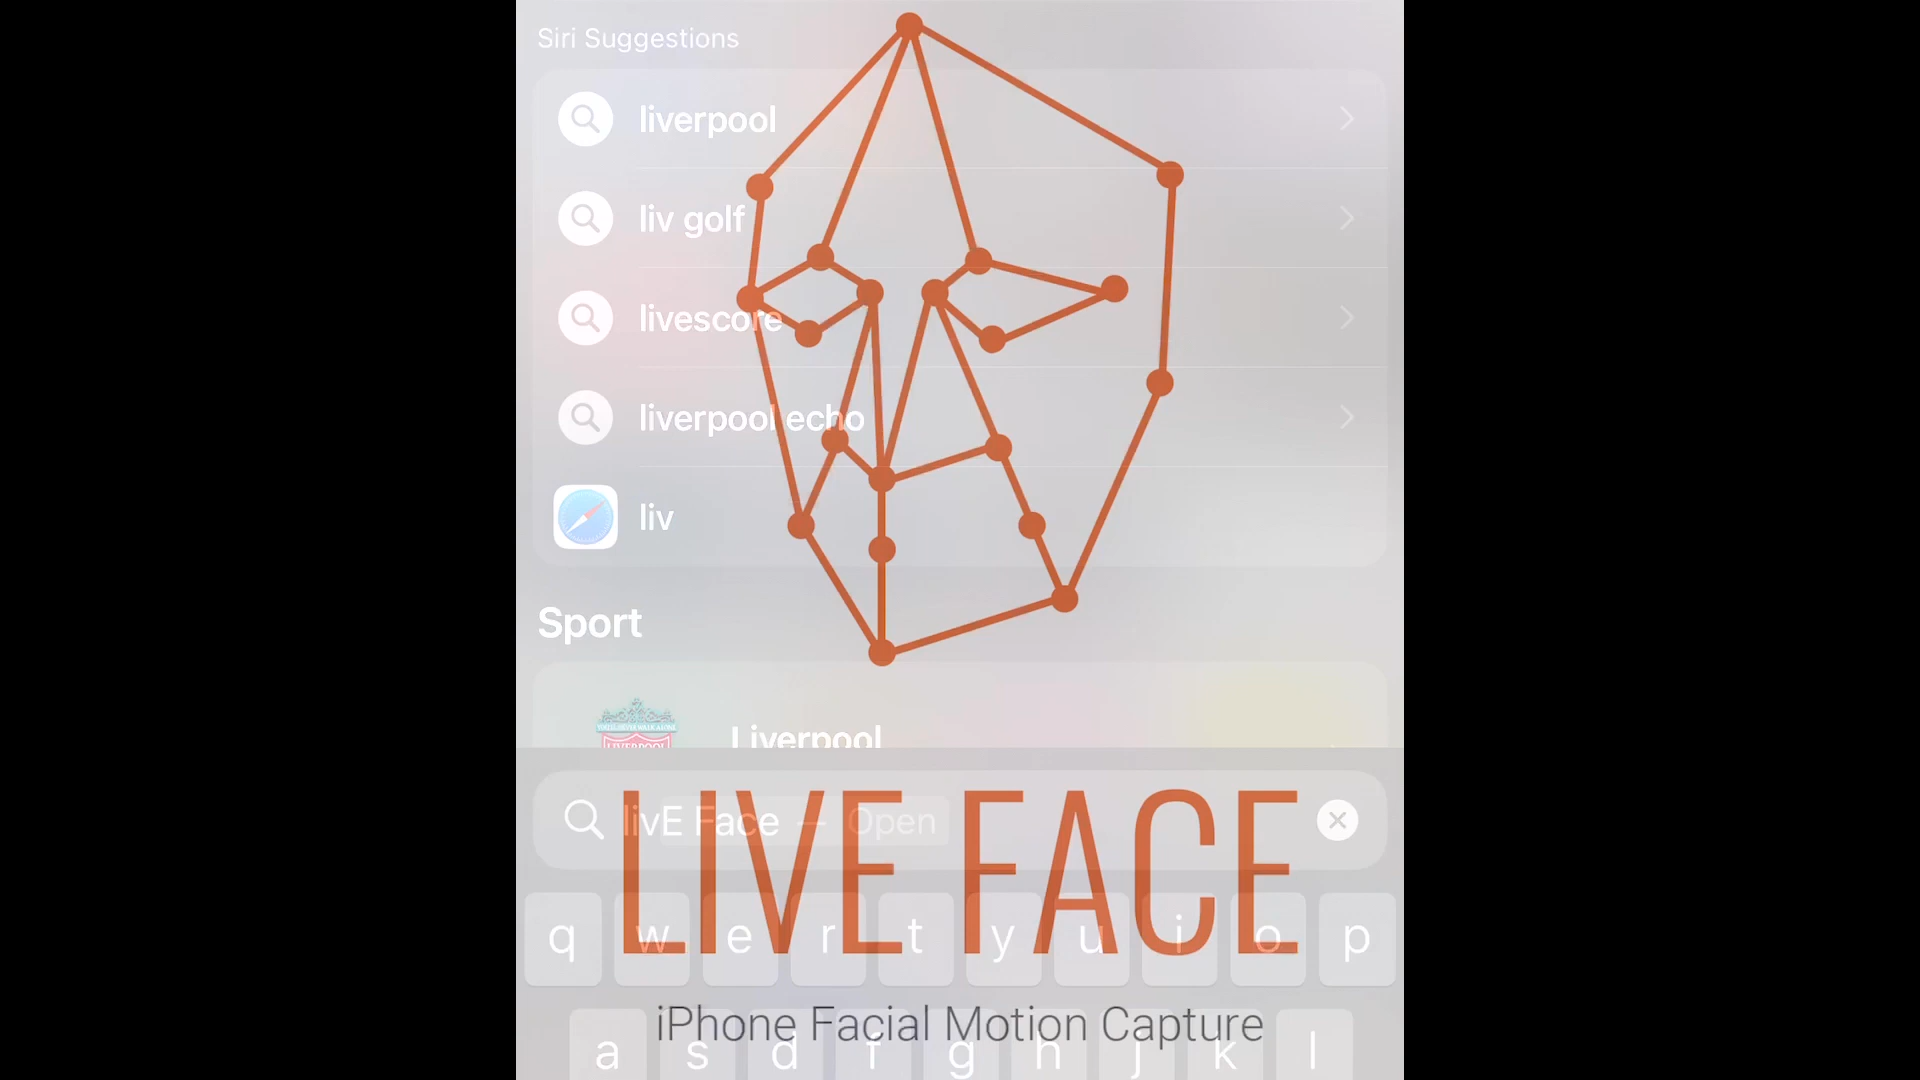 Siri Suggestions
liverpool
liv golf
livescore
liverpool echo
liv
Sport
LIVERPOOL
Liverpool
livE Face — Open
LIVE FACE
q w e r t y u i o p
iPhone Facial Motion Capture
a s d f g h j k l